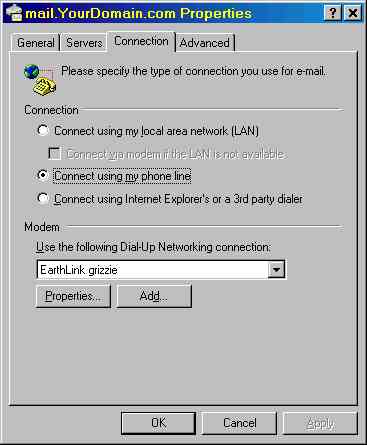 mail.YourDomain.com Properties ? ×
General Servers Connection Advanced
Please specify the type of connection you use for e-mail.
Connection
Connect using my local area network (LAN)
Connect via modem if the LAN is not available
Connect using my phone line
Connect using Internet Explorer's or a 3rd party dialer
Modem
Use the following Dial-Up Networking connection:
EarthLink grizzie
Properties... Add...
OK Cancel Apply